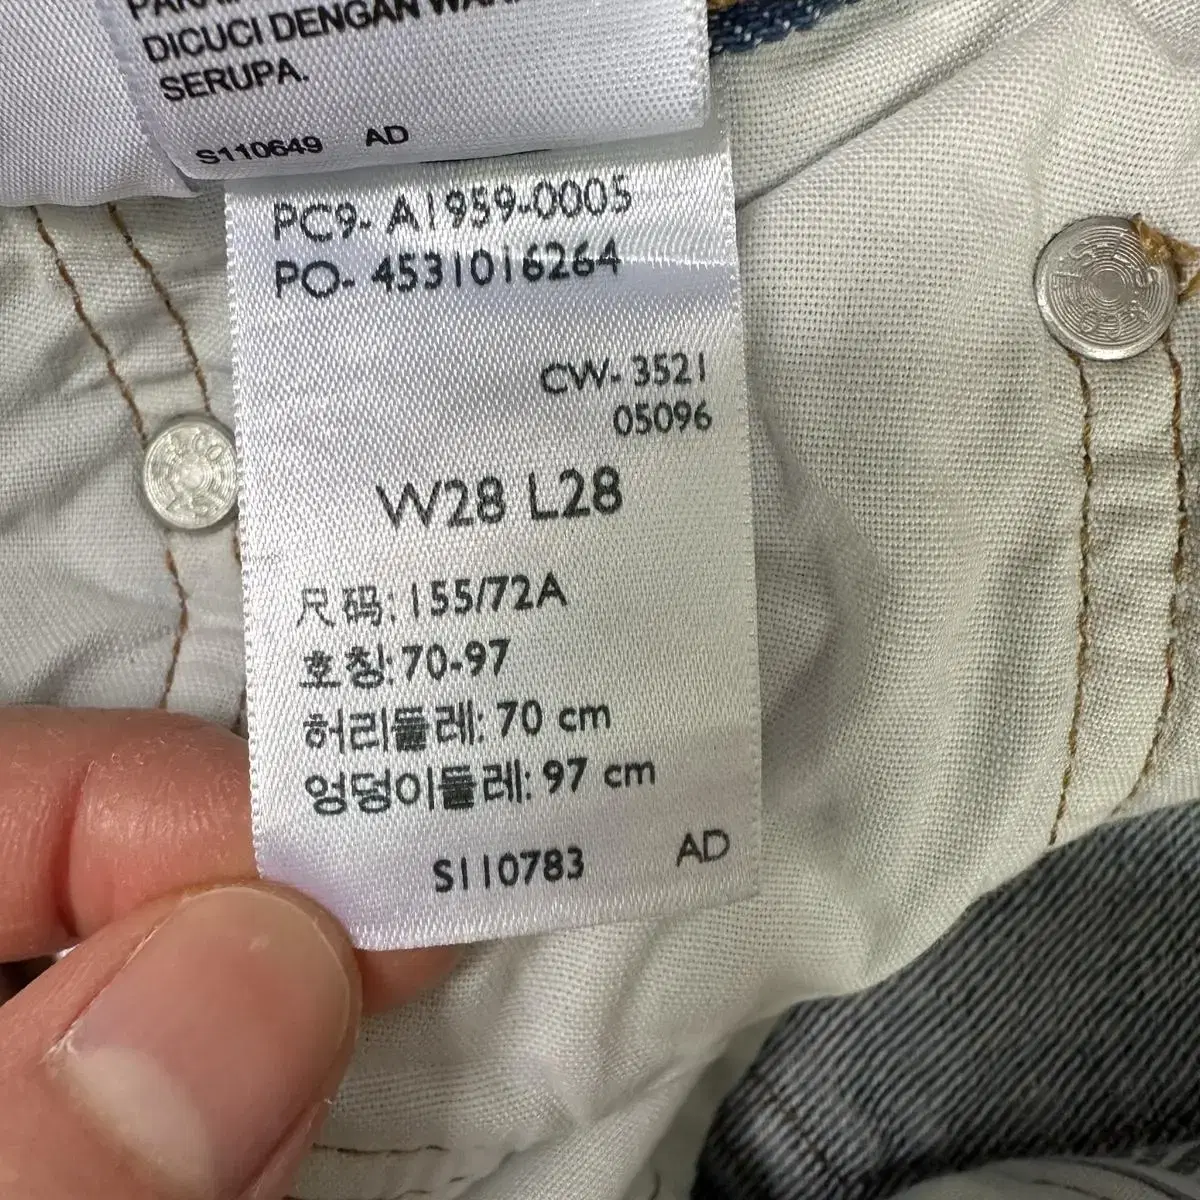 DICUCI DENGAN
SERUPA.
S110649 AD
PC9- A1959-0005
PO- 4531016264
CW- 3521
05096
W28 L28
尺码: 155/72A
호칭: 70-97
허리둘레: 70 cm
엉덩이둘레: 97 cm
S110783 AD